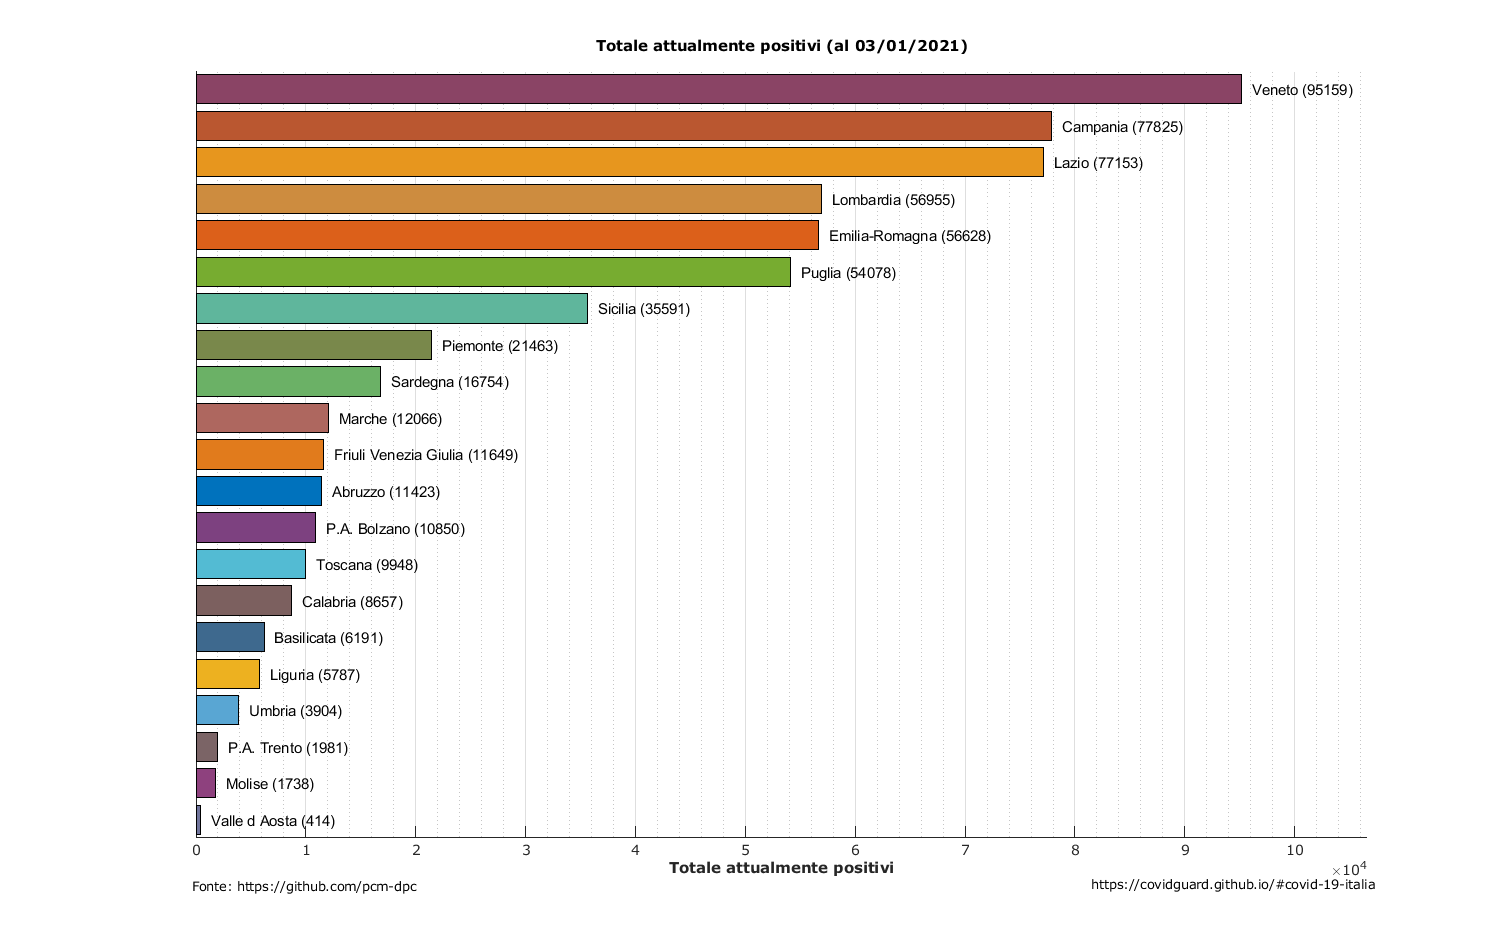 Totale attualmente positivi (al 03/01/2021)
Veneto (95159)
Campania (77825)
Lazio (77153)
Lombardia (56955)
Emilia-Romagna (56628)
Puglia (54078)
Sicilia (35591)
Piemonte (21463)
Sardegna (16754)
Marche (12066)
Friuli Venezia Giulia (11649)
Abruzzo (11423)
P.A. Bolzano (10850)
Toscana (9948)
Calabria (8657)
Basilicata (6191)
Liguria (5787)
Umbria (3904)
P.A. Trento (1981)
Molise (1738)
Valle d Aosta (414)
0 1 2 3 4 5 6 7 8 9 10
×10⁴
Totale attualmente positivi
Fonte: https://github.com/pcm-dpc
https://covidguard.github.io/#covid-19-italia